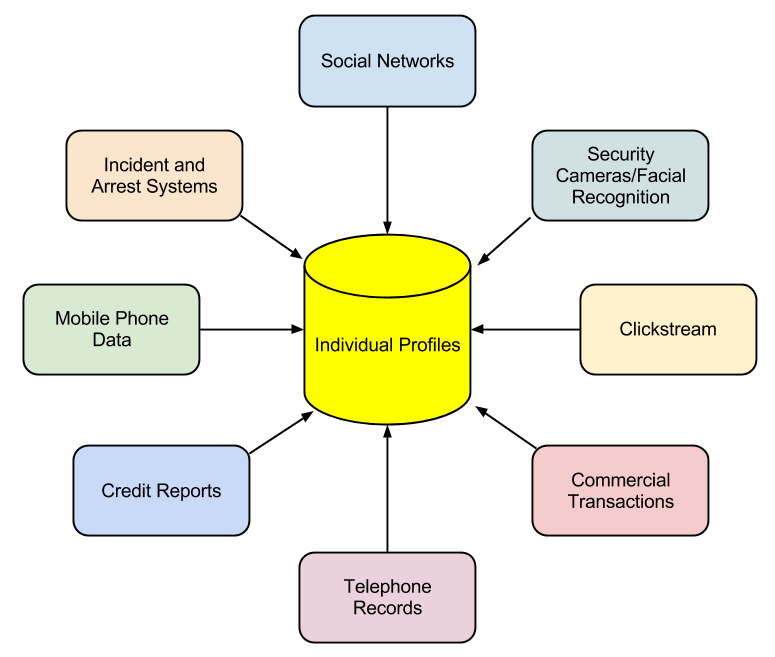 Social Networks
Incident and
Arrest Systems
Security
Cameras/Facial
Recognition
Mobile Phone
Data
Individual Profiles
Clickstream
Credit Reports
Commercial
Transactions
Telephone
Records